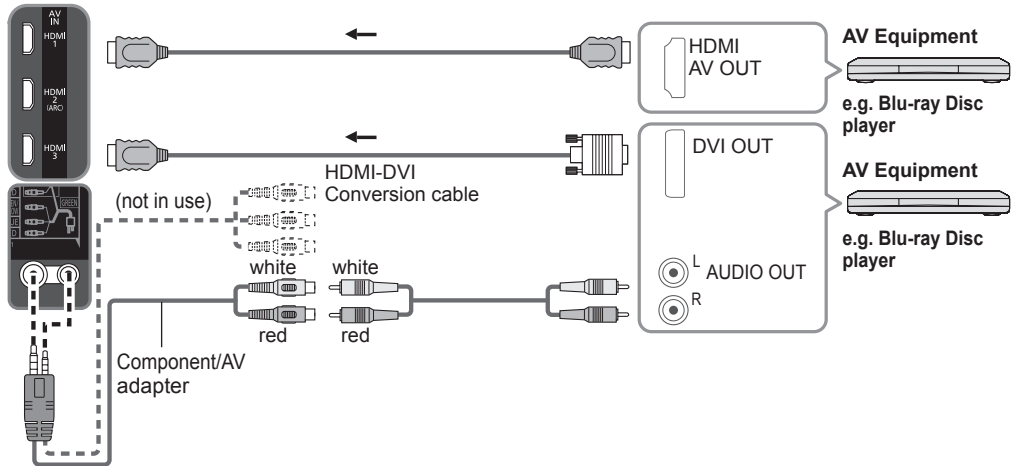 AV
IN
HDMI
1
HDMI
2
(ARC)
HDMI
3
HDMI
AV OUT
AV Equipment
e.g. Blu-ray Disc
player
DVI OUT
AV Equipment
e.g. Blu-ray Disc
player
L
AUDIO OUT
R
HDMI-DVI
Conversion cable
(not in use)
GREEN
white
white
red
red
Component/AV
adapter